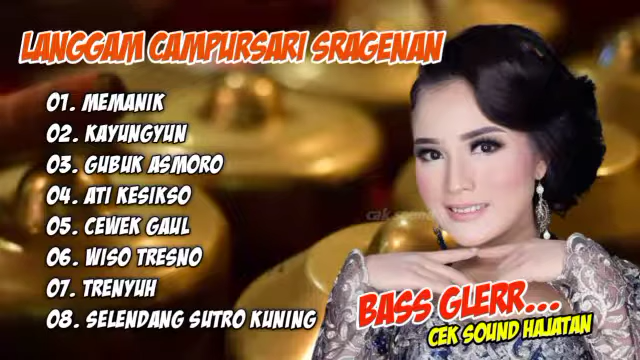 LANGGAM CAMPURSARI SRAGENAN
01. MEMANIK
02. KAYUNGYUN
03. GUBUK ASMORO
04. ATI KESIKSO
05. CEWEK GAUL
06. WISO TRESNO
07. TRENYUH
08. SELENDANG SUTRO KUNING
cak
BASS GLERR...
CEK SOUND HAJATAN